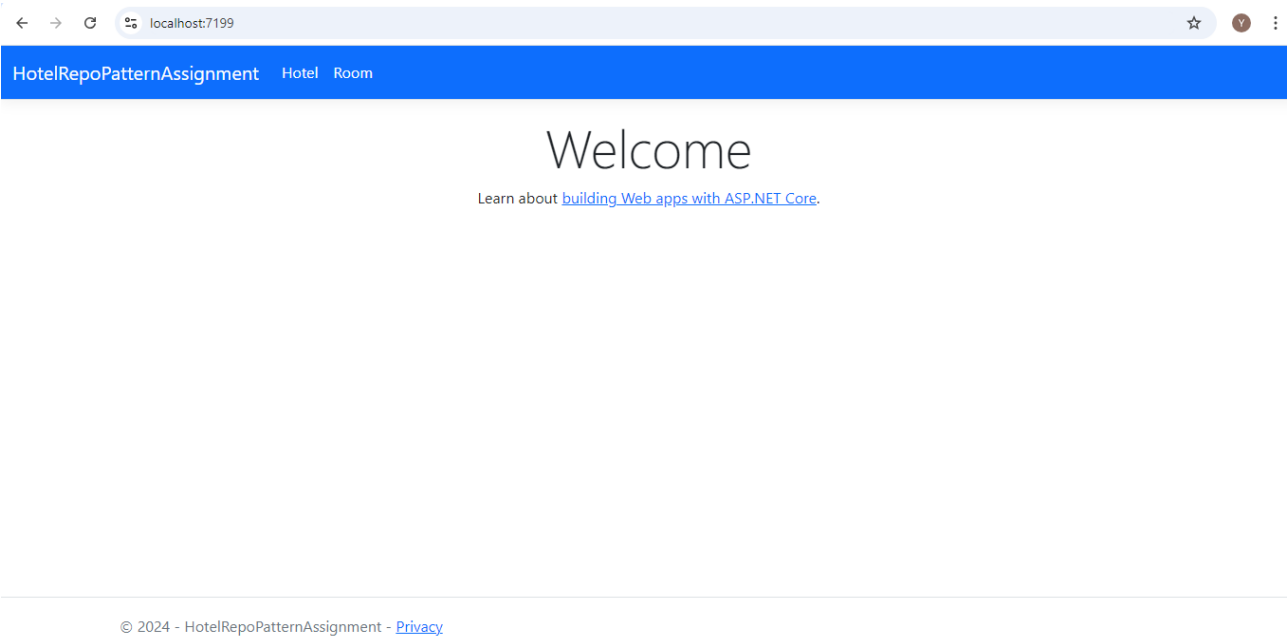 localhost:7199
Y
HotelRepoPatternAssignment Hotel Room
Welcome
Learn about building Web apps with ASP.NET Core.
© 2024 - HotelRepoPatternAssignment - Privacy